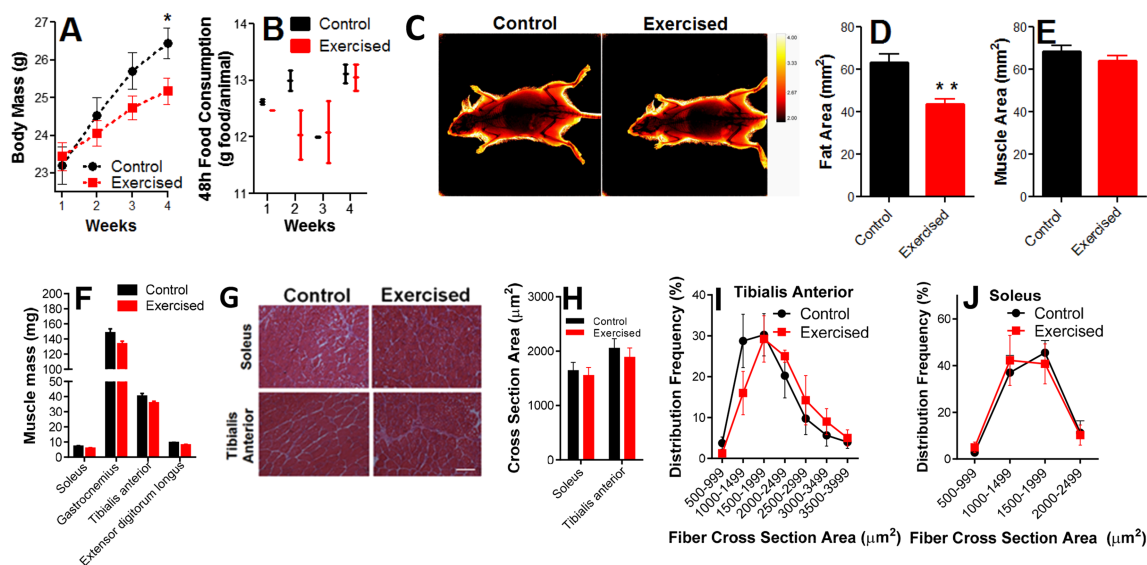 A
Body Mass (g)
27
26
25
24
23
*
Control
Exercised
1 2 3 4
Weeks
B
Control
Exercised
48h Food Consumption
(g food/animal)
14
13
12
11
1 2 3 4
Weeks
C
Control Exercised
4.00
3.33
2.67
2.00
D
Fat Area (mm²)
80
60
40
20
0
* *
Control
Exercised
E
Muscle Area (mm²)
80
60
40
20
0
Control
Exercised
F
Control
Exercised
Muscle mass (mg)
200
180
160
140
120
100
50
40
30
20
10
0
Soleus
Gastrocnemius
Tibialis anterior
Extensor digitorum longus
G
Control Exercised
Soleus
Tibialis
Anterior
H
Cross Section Area (μm²)
3000
2000
1000
0
Control
Exercised
Soleus
Tibialis anterior
I
Tibialis Anterior
Control
Exercised
Distribution Frequency (%)
40
30
20
10
0
500-999
1000-1499
1500-1999
2000-2499
2500-2999
3000-3499
3500-3999
Fiber Cross Section Area (μm²)
J
Soleus
Control
Exercised
Distribution Frequency (%)
60
40
20
0
500-999
1000-1499
1500-1999
2000-2499
Fiber Cross Section Area (μm²)